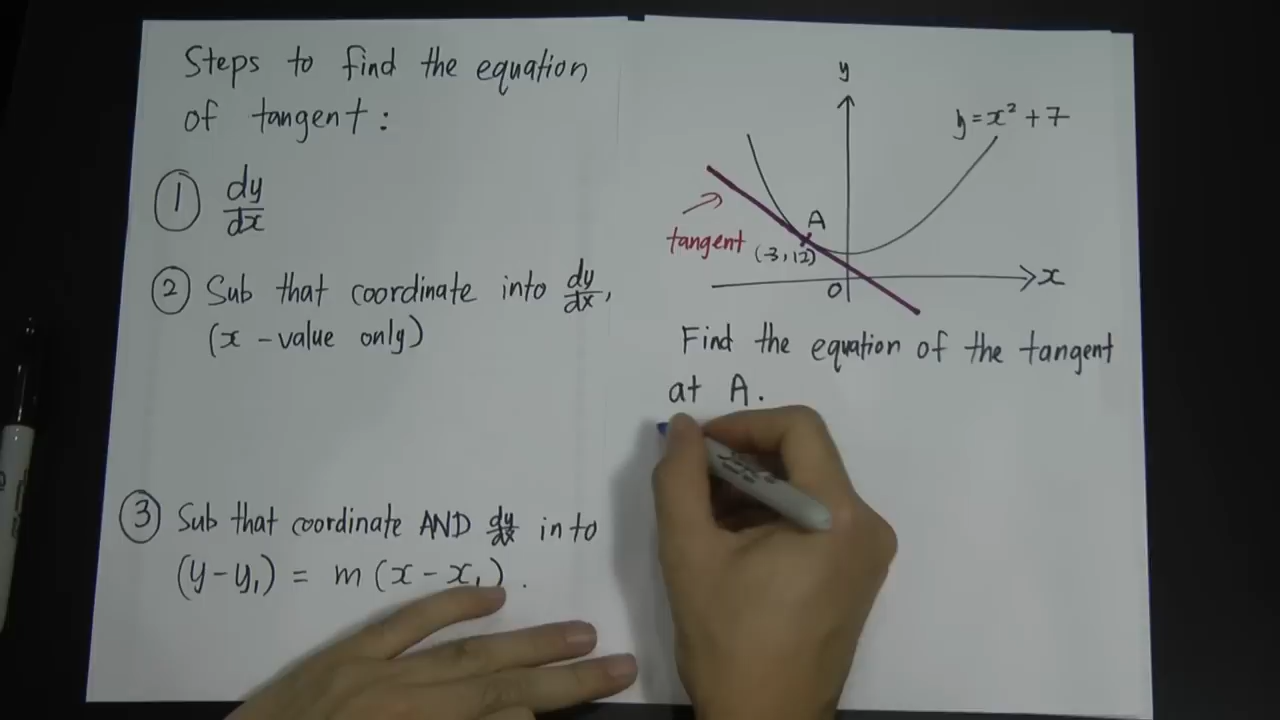 Steps to find the equation
of tangent:
① dy/dx
② Sub that coordinate into dy/dx,
(x - value only)
③ Sub that coordinate AND dy/dx into
(y - y₁) = m (x - x₁).
y
y = x² + 7
A
tangent
(-3, 12)
x
O
Find the equation of the tangent
at A.